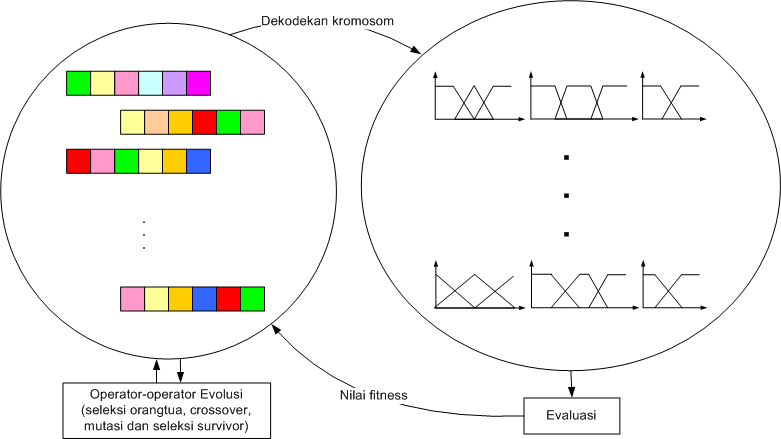 Dekodekan kromosom
Operator-operator Evolusi
(seleksi orangtua, crossover,
mutasi dan seleksi survivor)
Nilai fitness
Evaluasi